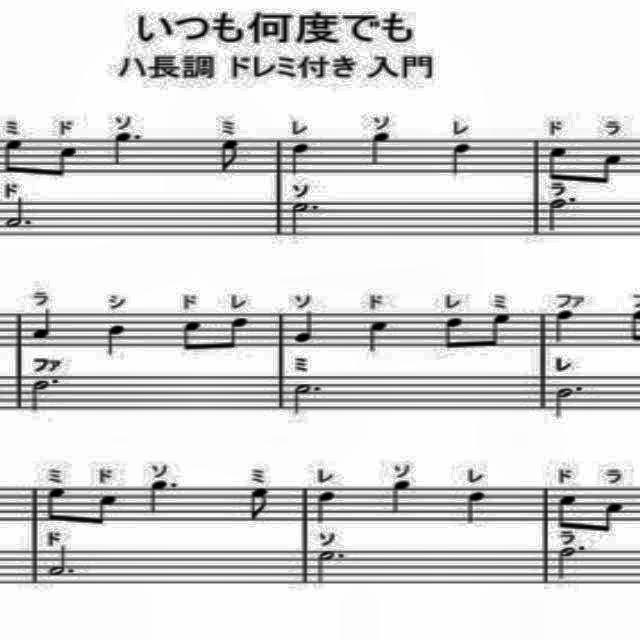 いつも何度でも
ハ長調 ドレミ付き 入門
ミ ド ソ ミ レ ソ レ ド ラ
ド ソ ラ
ラ シ ド レ ソ ド レ ミ ファ
ファ ミ レ
ミ ド ソ ミ レ ソ レ ド ラ
ド ソ ラ